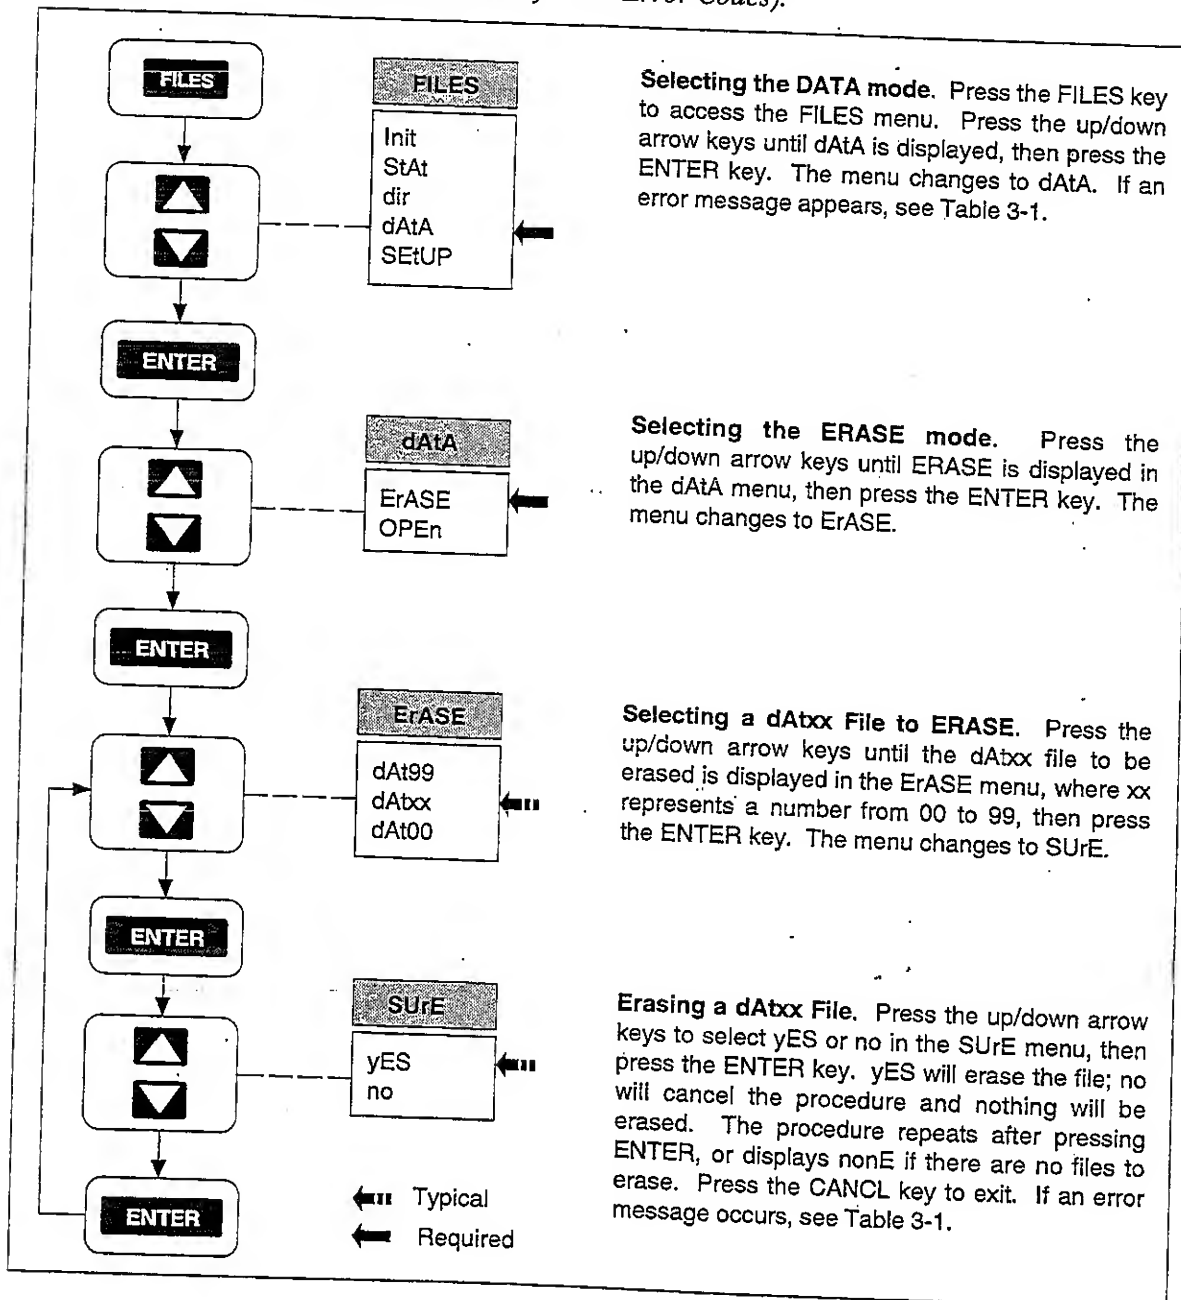 Error Codes).
FILES
FILES
Init
StAt
dir
dAtA
SEtUP
Selecting the DATA mode. Press the FILES key
to access the FILES menu. Press the up/down
arrow keys until dAtA is displayed, then press the
ENTER key. The menu changes to dAtA. If an
error message appears, see Table 3-1.
ENTER
dAtA
ErASE
OPEn
Selecting the ERASE mode. Press the
up/down arrow keys until ERASE is displayed in
the dAtA menu, then press the ENTER key. The
menu changes to ErASE.
ENTER
ErASE
dAt99
dAtxx
dAt00
Selecting a dAtxx File to ERASE. Press the
up/down arrow keys until the dAtxx file to be
erased is displayed in the ErASE menu, where xx
represents a number from 00 to 99, then press
the ENTER key. The menu changes to SUrE.
ENTER
SUrE
yES
no
Erasing a dAtxx File. Press the up/down arrow
keys to select yES or no in the SUrE menu, then
press the ENTER key. yES will erase the file; no
will cancel the procedure and nothing will be
erased. The procedure repeats after pressing
ENTER, or displays nonE if there are no files to
erase. Press the CANCL key to exit. If an error
message occurs, see Table 3-1.
ENTER
Typical
Required